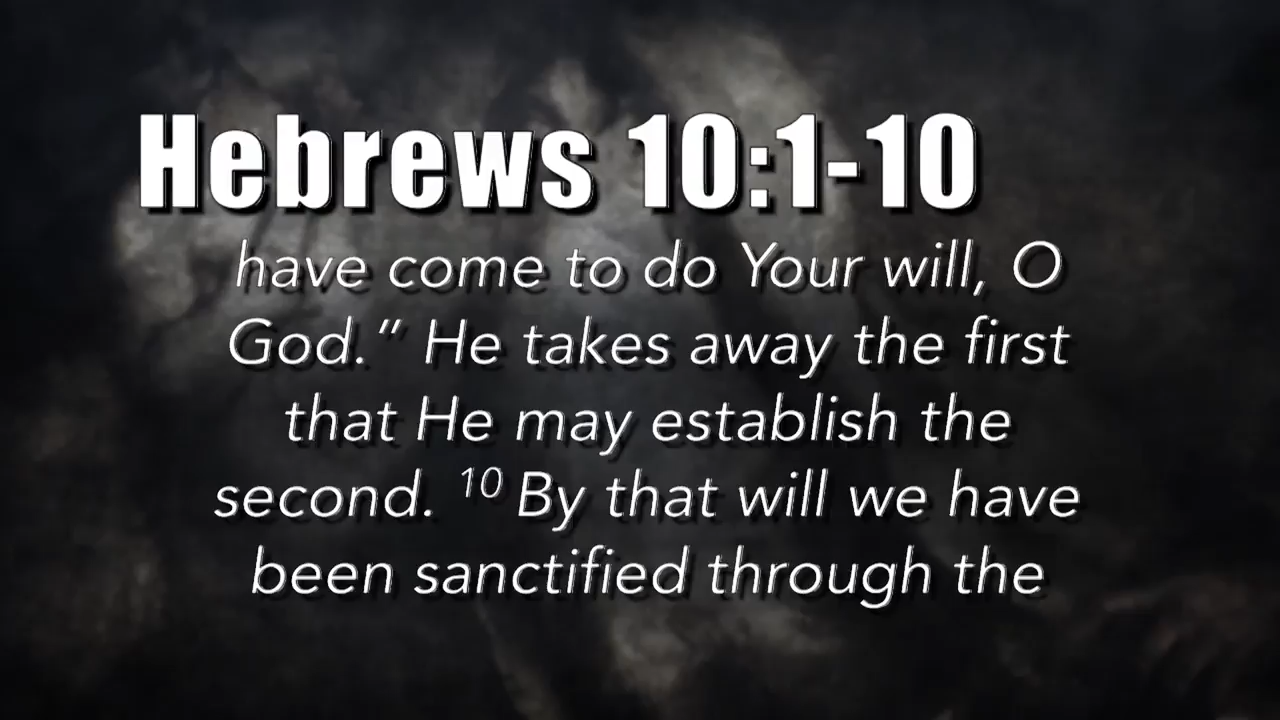 Hebrews 10:1-10
have come to do Your will, O
God.” He takes away the first
that He may establish the
second. ¹⁰ By that will we have
been sanctified through the